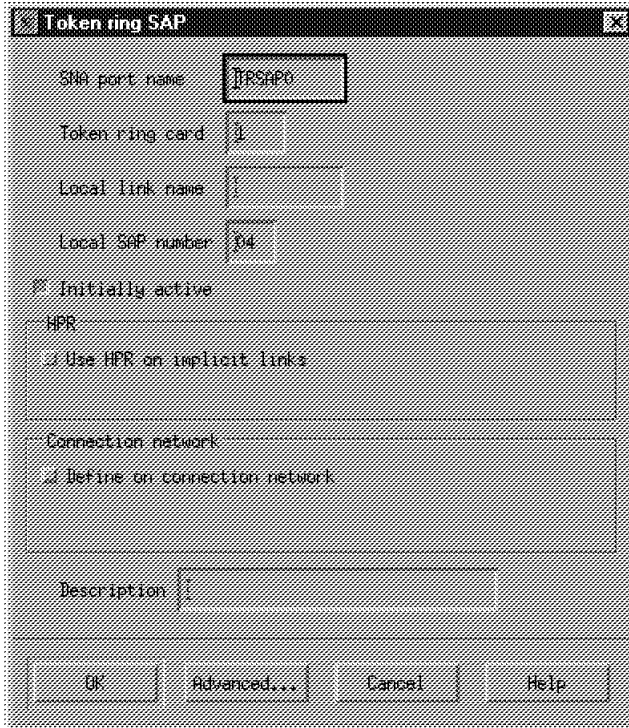 Token ring SAP
SNA port name TRSAP0
Token ring card 1
Local link name
Local SAP number 04
Initially active
HPR
Use HPR on implicit links
Connection network
Define on connection network
Description
OK Advanced... Cancel Help